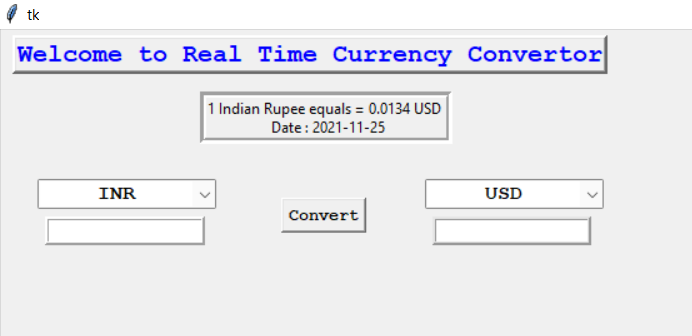 tk
Welcome to Real Time Currency Convertor
1 Indian Rupee equals = 0.0134 USD
Date : 2021-11-25
INR
USD
Convert